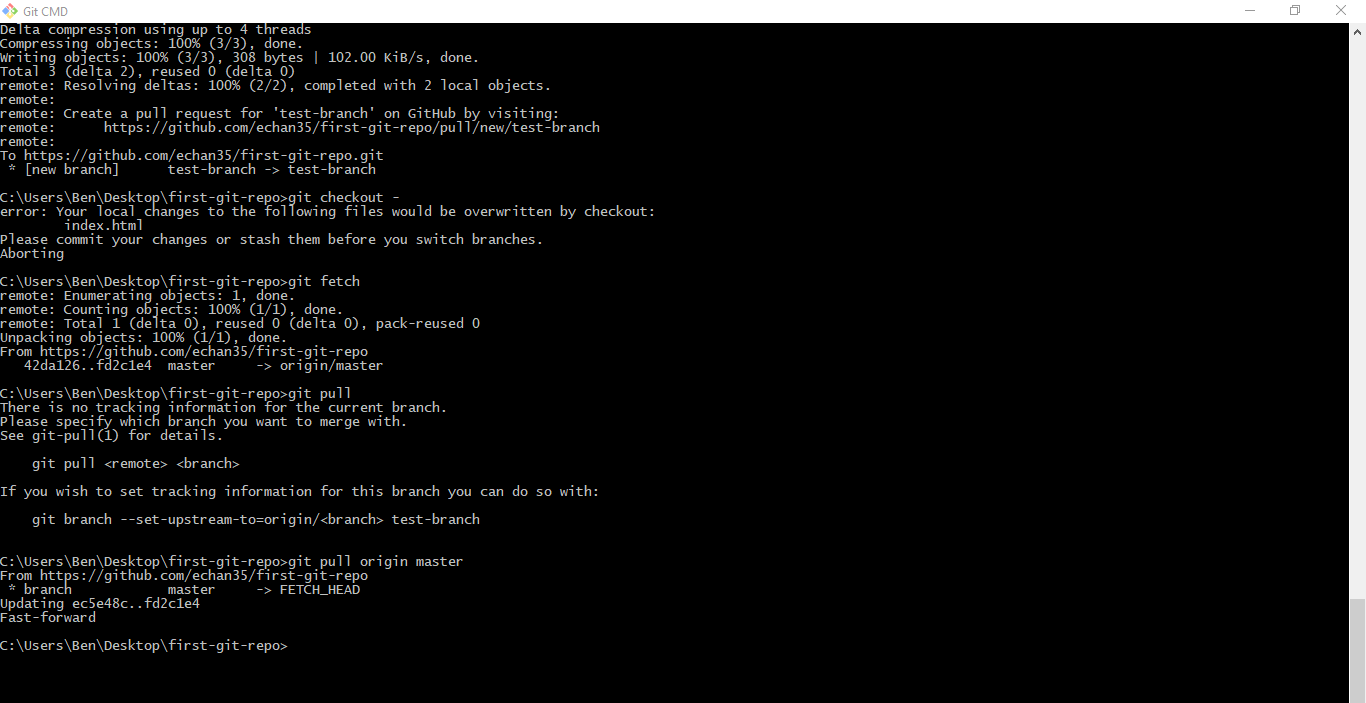 Git CMD
Delta compression using up to 4 threads
Compressing objects: 100% (3/3), done.
Writing objects: 100% (3/3), 308 bytes | 102.00 KiB/s, done.
Total 3 (delta 2), reused 0 (delta 0)
remote: Resolving deltas: 100% (2/2), completed with 2 local objects.
remote:
remote: Create a pull request for 'test-branch' on GitHub by visiting:
remote:      https://github.com/echan35/first-git-repo/pull/new/test-branch
remote:
To https://github.com/echan35/first-git-repo.git
 * [new branch]      test-branch -> test-branch
C:\Users\Ben\Desktop\first-git-repo>git checkout -
error: Your local changes to the following files would be overwritten by checkout:
        index.html
Please commit your changes or stash them before you switch branches.
Aborting
C:\Users\Ben\Desktop\first-git-repo>git fetch
remote: Enumerating objects: 1, done.
remote: Counting objects: 100% (1/1), done.
remote: Total 1 (delta 0), reused 0 (delta 0), pack-reused 0
Unpacking objects: 100% (1/1), done.
From https://github.com/echan35/first-git-repo
   42da126..fd2c1e4  master     -> origin/master
C:\Users\Ben\Desktop\first-git-repo>git pull
There is no tracking information for the current branch.
Please specify which branch you want to merge with.
See git-pull(1) for details.
    git pull <remote> <branch>
If you wish to set tracking information for this branch you can do so with:
    git branch --set-upstream-to=origin/<branch> test-branch
C:\Users\Ben\Desktop\first-git-repo>git pull origin master
From https://github.com/echan35/first-git-repo
 * branch            master     -> FETCH_HEAD
Updating ec5e48c..fd2c1e4
Fast-forward
C:\Users\Ben\Desktop\first-git-repo>